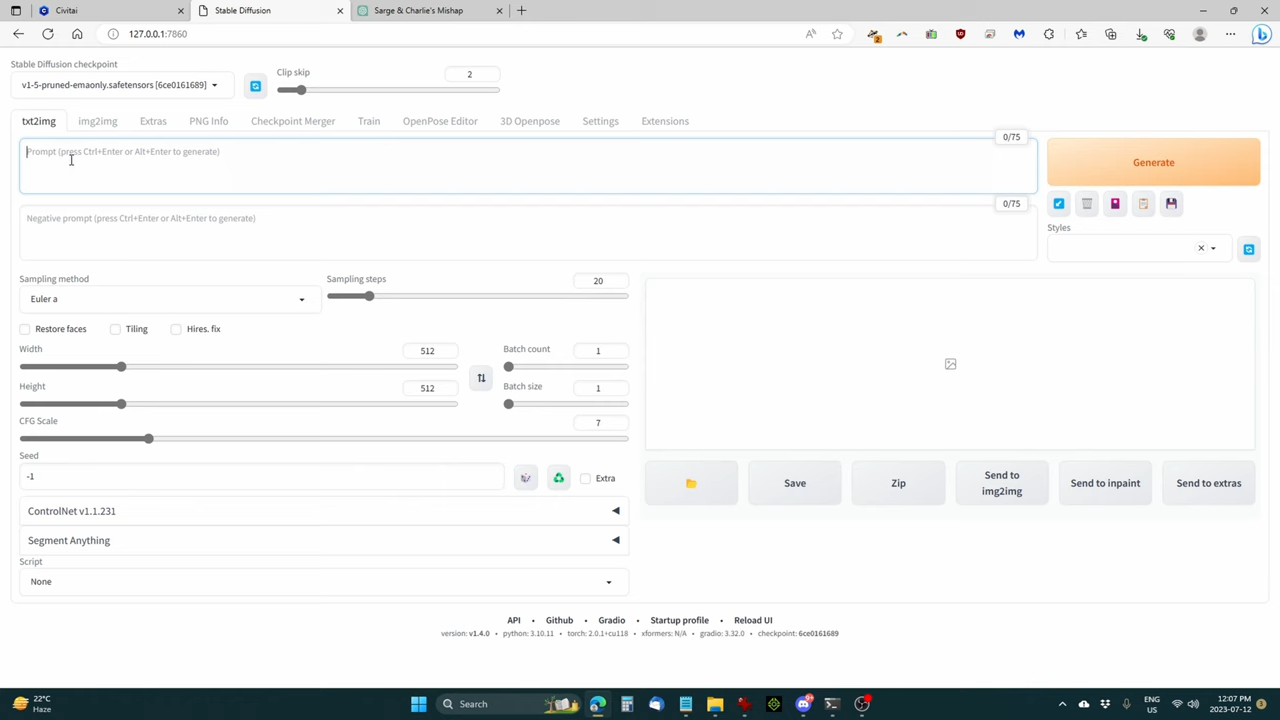 Civitai
Stable Diffusion
Sarge & Charlie's Mishap
127.0.0.1:7860
Stable Diffusion checkpoint
v1-5-pruned-emaonly.safetensors [6ce0161689]
Clip skip
2
txt2img
img2img
Extras
PNG Info
Checkpoint Merger
Train
OpenPose Editor
3D Openpose
Settings
Extensions
Prompt (press Ctrl+Enter or Alt+Enter to generate)
0/75
Generate
Negative prompt (press Ctrl+Enter or Alt+Enter to generate)
0/75
Styles
Sampling method
Euler a
Sampling steps
20
Restore faces
Tiling
Hires. fix
Width
512
Batch count
1
Height
512
Batch size
1
CFG Scale
7
Seed
-1
Extra
ControlNet v1.1.231
Segment Anything
Script
None
Save
Zip
Send to
img2img
Send to inpaint
Send to extras
API • Github • Gradio • Startup profile • Reload UI
version: v1.4.0 • python: 3.10.11 • torch: 2.0.1+cu118 • xformers: N/A • gradio: 3.32.0 • checkpoint: 6ce0161689
22°C
Haze
Search
ENG
US
12:07 PM
2023-07-12